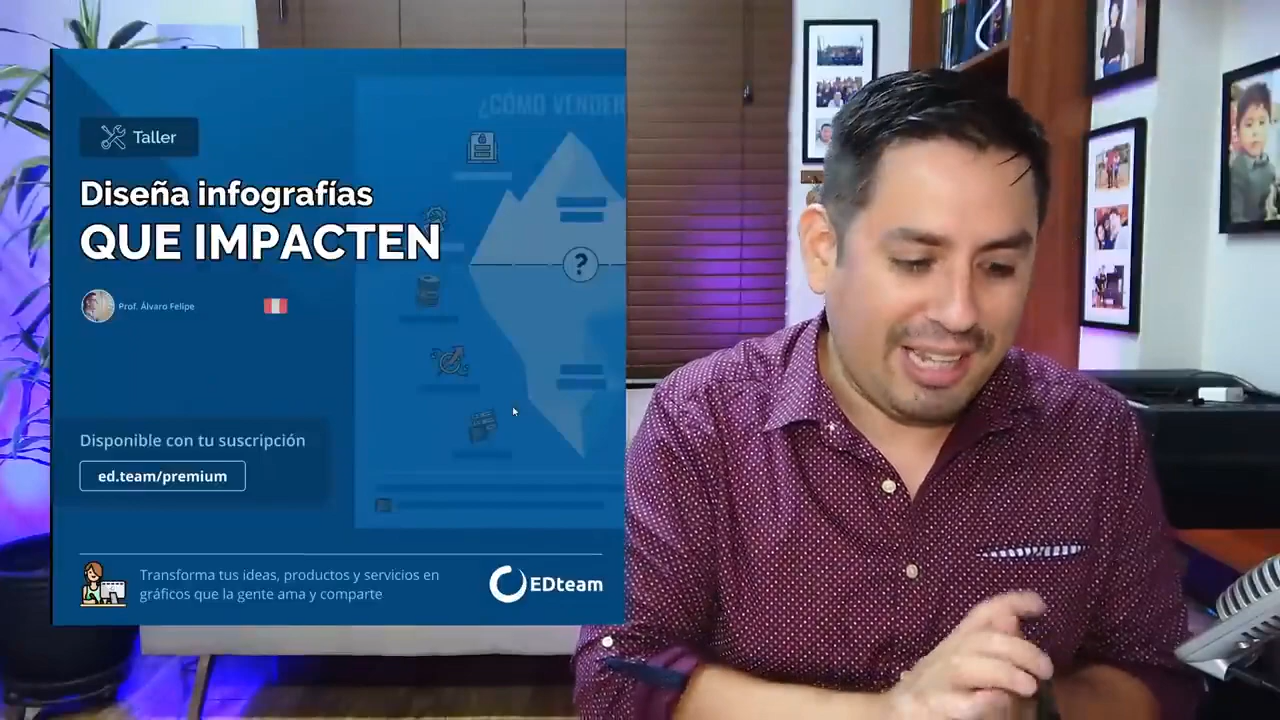 ¿CÓMO VENDER
Taller
Diseña infografías
QUE IMPACTEN
?
Prof. Álvaro Felipe
Disponible con tu suscripción
ed.team/premium
Transforma tus ideas, productos y servicios en
gráficos que la gente ama y comparte
EDteam